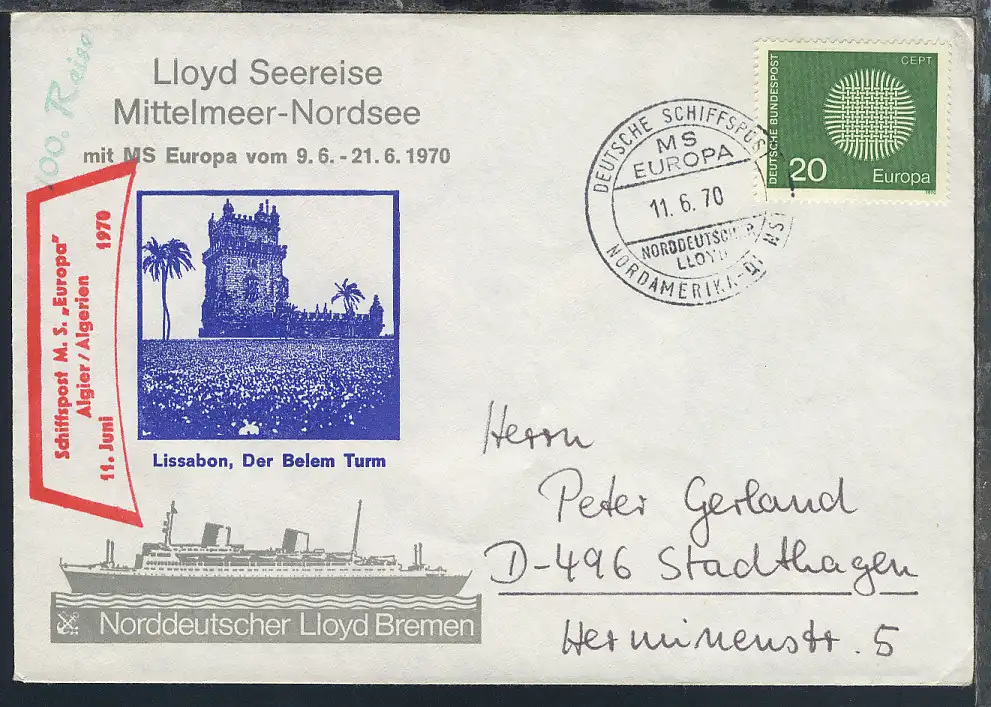 100. Reise
Lloyd Seereise
Mittelmeer-Nordsee
mit MS Europa vom 9.6.-21.6.1970
Schiffspost M. S. „Europa"
Algier/Algerien
11. Juni 1970
Lissabon, Der Belem Turm
Norddeutscher Lloyd Bremen
DEUTSCHE SCHIFFSPOST
MS
EUROPA
11.6.70
NORDDEUTSCHER
LLOYD
CEPT
DEUTSCHE BUNDESPOST
20
Europa
1970
Herrn
Peter Gerland
D-496 Stadthagen
Herminenstr. 5